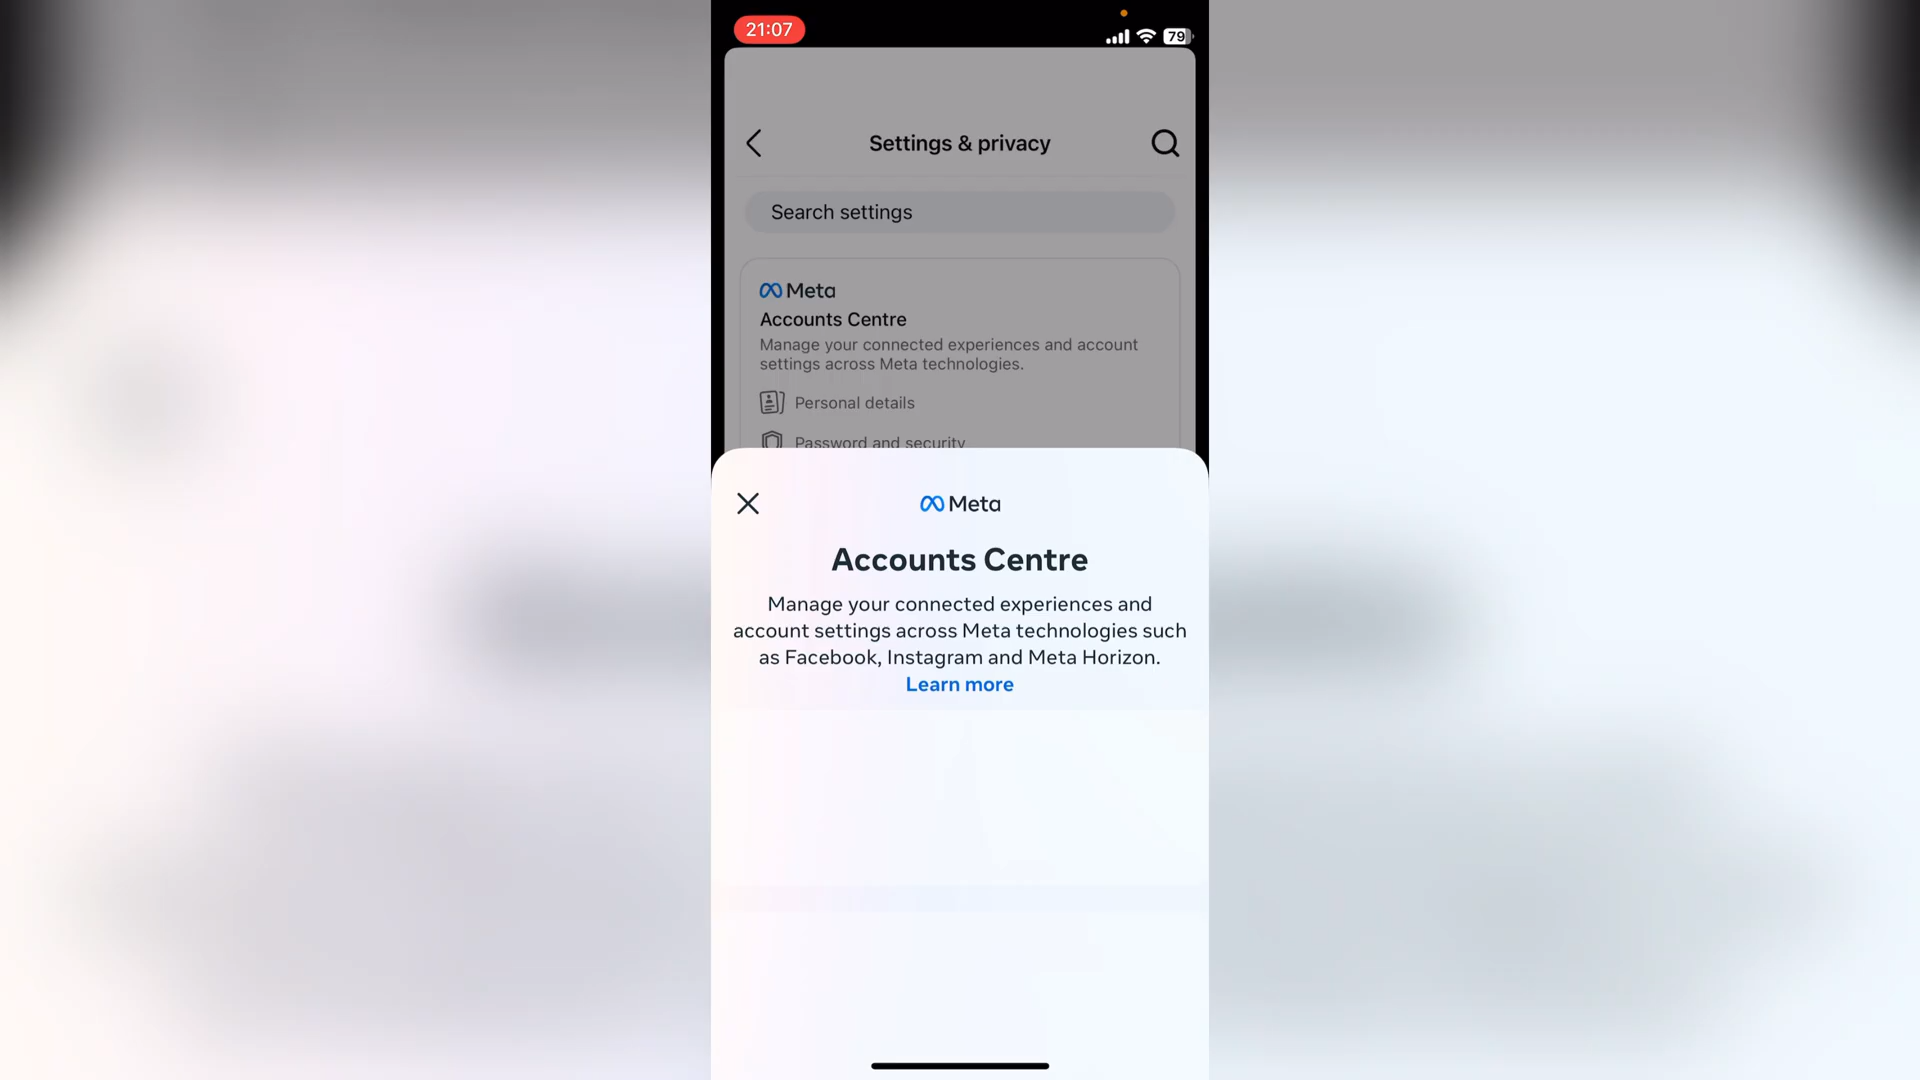 21:07
79
Settings & privacy
Search settings
Meta
Accounts Centre
Manage your connected experiences and account
settings across Meta technologies.
Personal details
Password and security
Meta
Accounts Centre
Manage your connected experiences and
account settings across Meta technologies such
as Facebook, Instagram and Meta Horizon.
Learn more